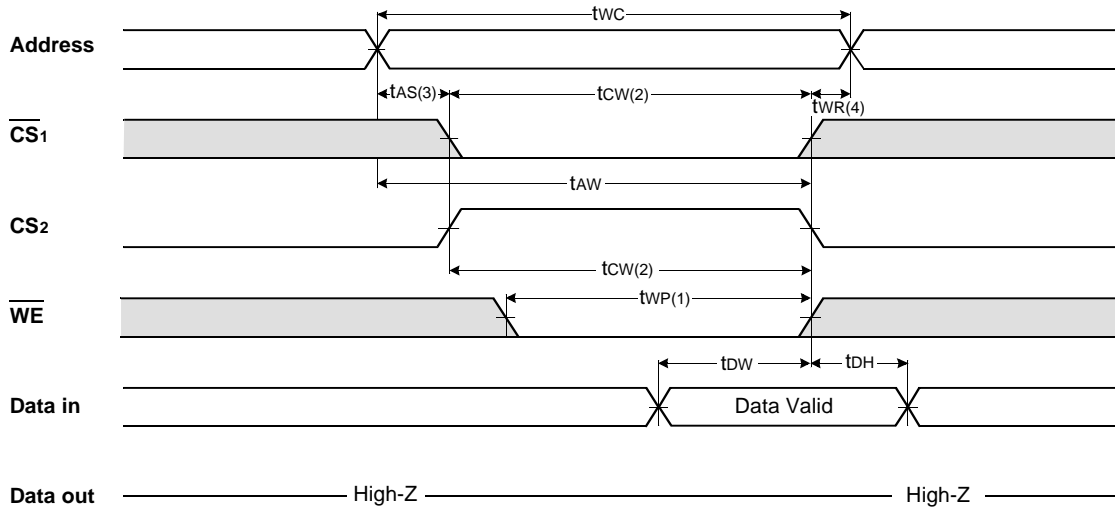 tWC
Address
tAS(3) tCW(2) tWR(4)
CS1
tAW
CS2
tCW(2)
tWP(1)
WE
tDW tDH
Data in Data Valid
Data out High-Z High-Z